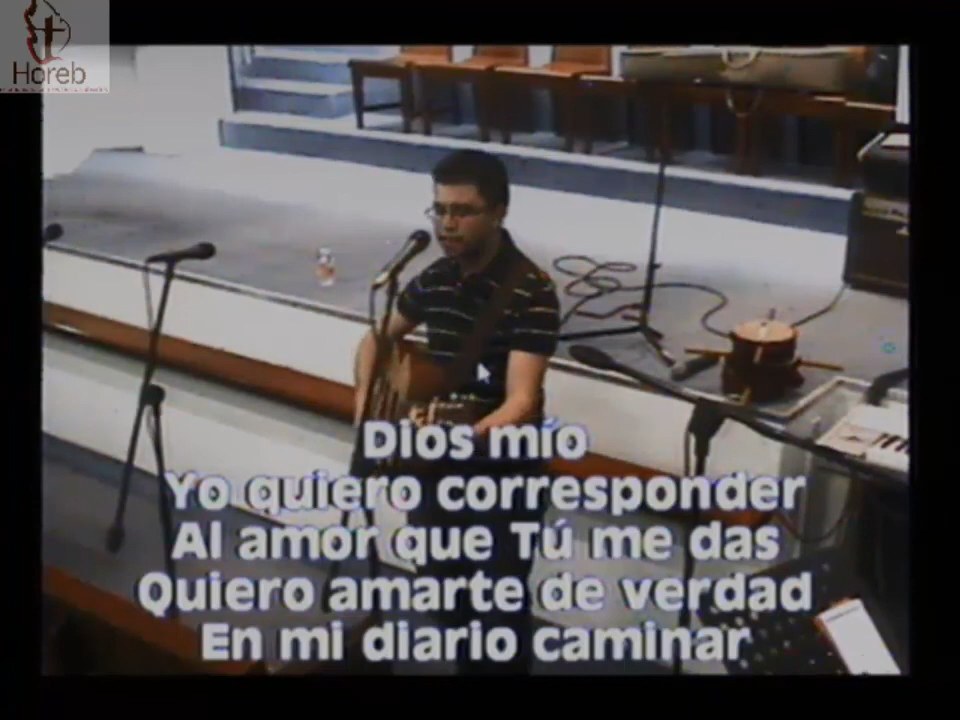 Horeb
Dios mío
Yo quiero corresponder
Al amor que Tú me das
Quiero amarte de verdad
En mi diario caminar